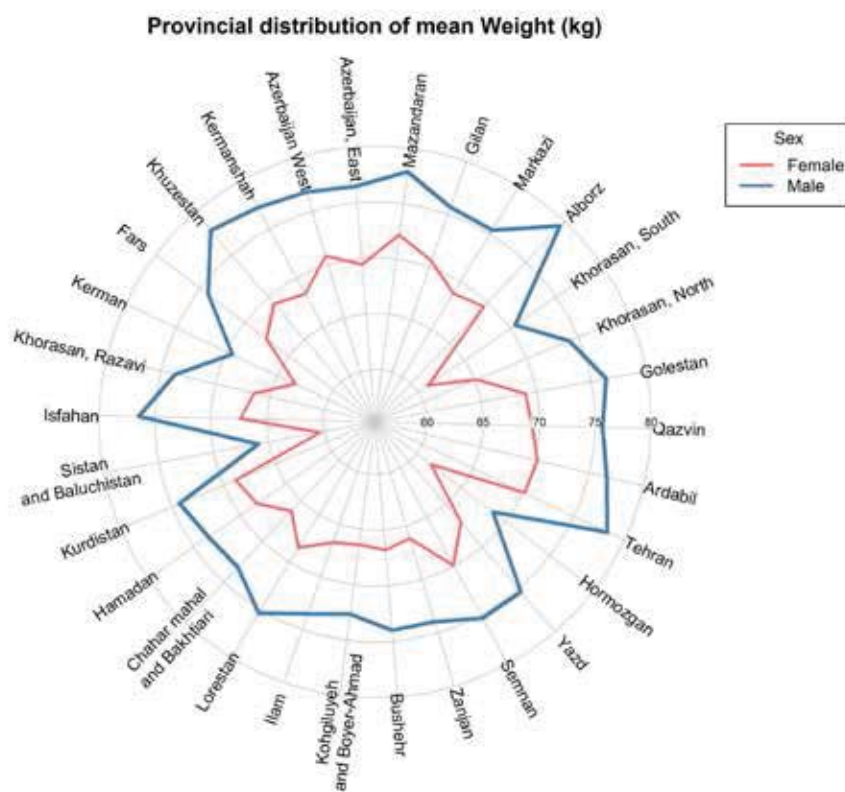 Provincial distribution of mean Weight (kg)
Sex
Female
Male
Azerbaijan, East
Mazandaran
Gilan
Markazi
Alborz
Khorasan, South
Khorasan, North
Golestan
Qazvin
Ardabil
Tehran
Hormozgan
Yazd
Semnan
Zanjan
Bushehr
Kohgiluyeh
and Boyer-Ahmad
Ilam
Lorestan
Chahar mahal
and Bakhtiari
Hamadan
Kurdistan
Sistan
and Baluchistan
Isfahan
Khorasan, Razavi
Kerman
Fars
Khuzestan
Kermanshah
Azerbaijan West
60 65 70 75 80